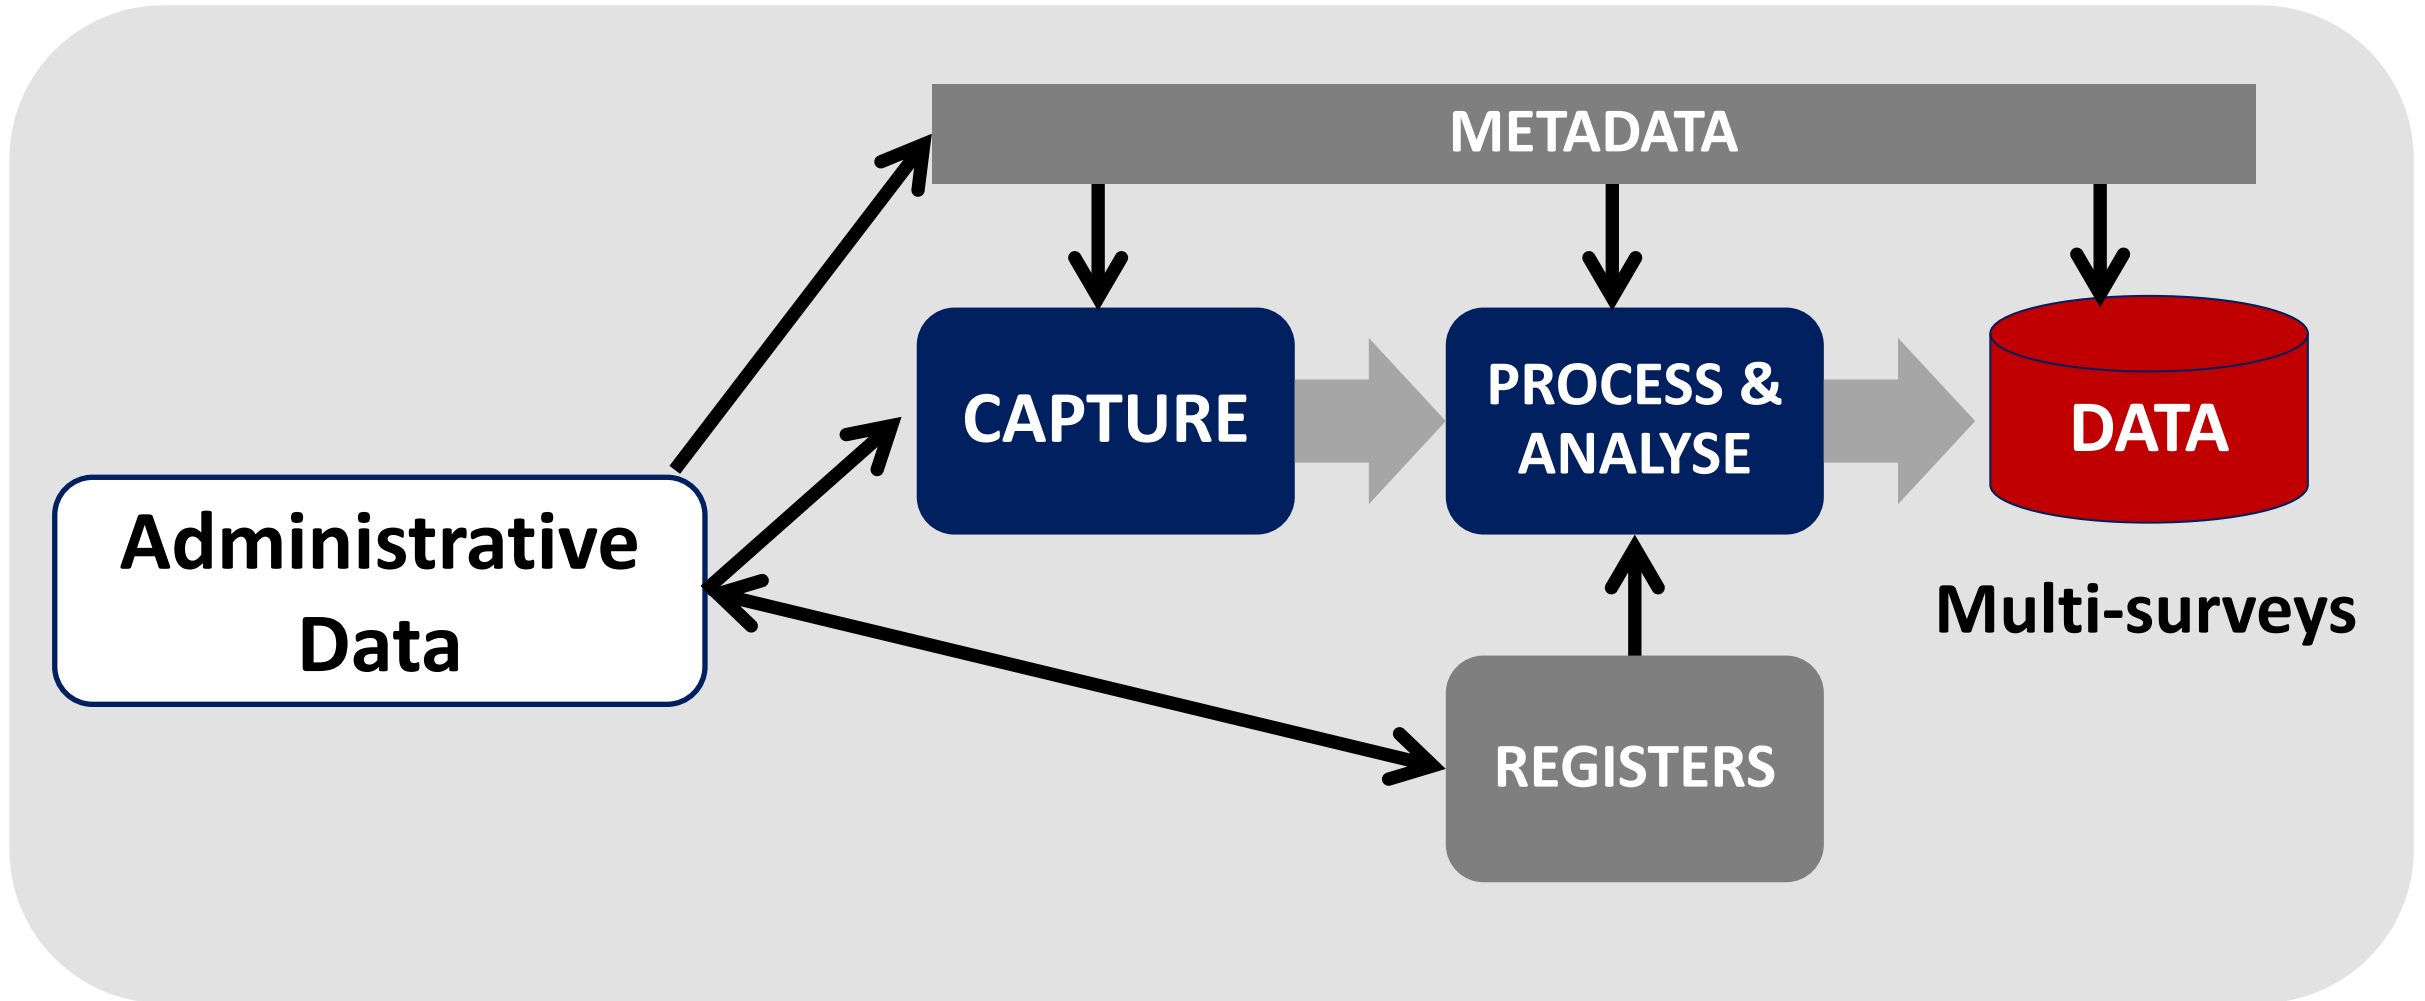 METADATA
CAPTURE
PROCESS &
ANALYSE
DATA
Administrative
Data
Multi-surveys
REGISTERS